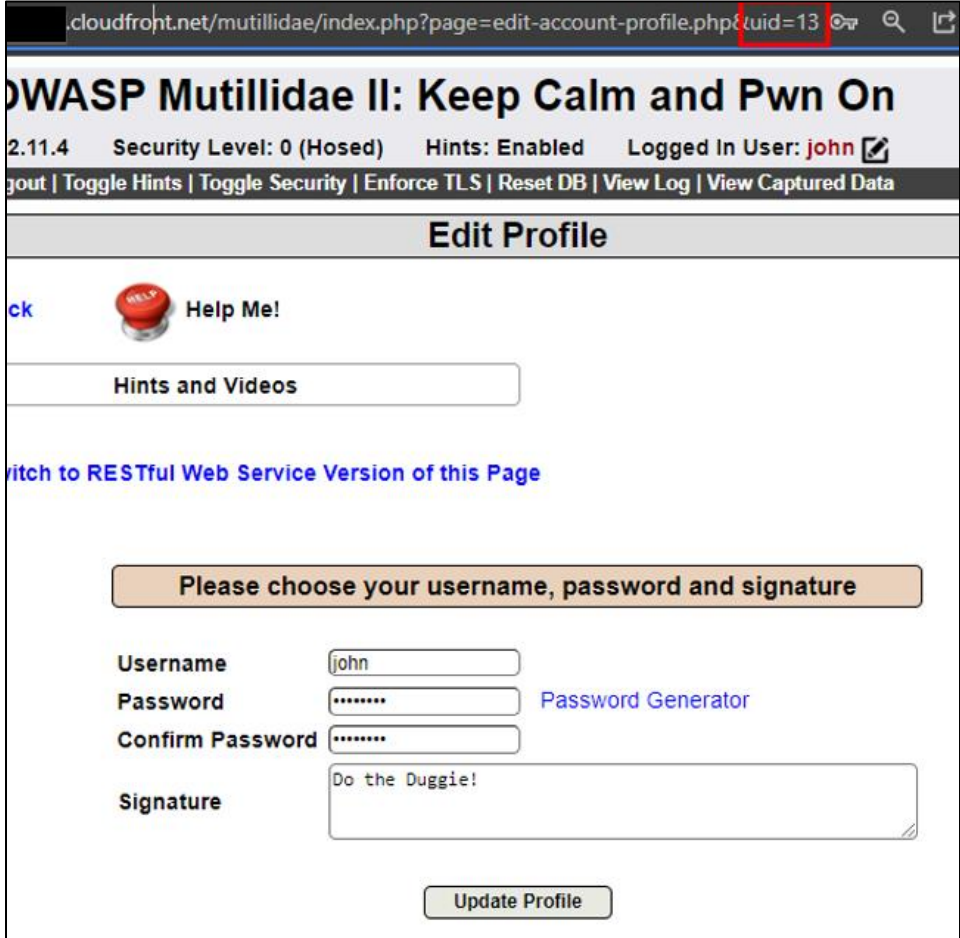 .cloudfront.net/mutillidae/index.php?page=edit-account-profile.php&uid=13
OWASP Mutillidae II: Keep Calm and Pwn On
2.11.4 Security Level: 0 (Hosed) Hints: Enabled Logged In User: john
gout | Toggle Hints | Toggle Security | Enforce TLS | Reset DB | View Log | View Captured Data
Edit Profile
ck
HELP
Help Me!
Hints and Videos
witch to RESTful Web Service Version of this Page
Please choose your username, password and signature
Username john
Password •••••••• Password Generator
Confirm Password ••••••••
Signature Do the Duggie!
Update Profile